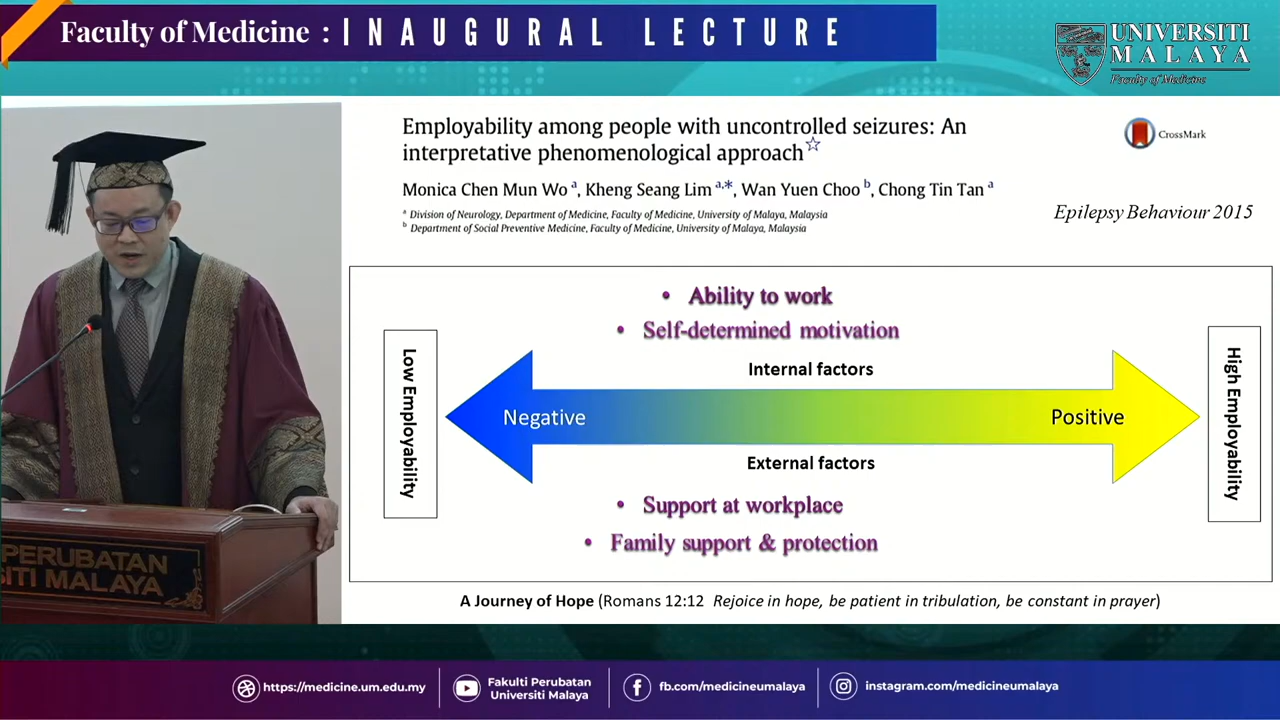 Faculty of Medicine : INAUGURAL LECTURE
UNIVERSITI
MALAYA
Faculty of Medicine
Employability among people with uncontrolled seizures: An
interpretative phenomenological approach☆
CrossMark
Monica Chen Mun Wo a, Kheng Seang Lim a,*, Wan Yuen Choo b, Chong Tin Tan a
a Division of Neurology, Department of Medicine, Faculty of Medicine, University of Malaya, Malaysia
b Department of Social Preventive Medicine, Faculty of Medicine, University of Malaya, Malaysia
Epilepsy Behaviour 2015
• Ability to work
• Self-determined motivation
Internal factors
Low Employability
Negative
Positive
High Employability
External factors
• Support at workplace
• Family support & protection
A Journey of Hope (Romans 12:12 Rejoice in hope, be patient in tribulation, be constant in prayer)
PERUBATAN
SITI MALAYA
https://medicine.um.edu.my
Fakulti Perubatan
Universiti Malaya
fb.com/medicineumalaya
instagram.com/medicineumalaya